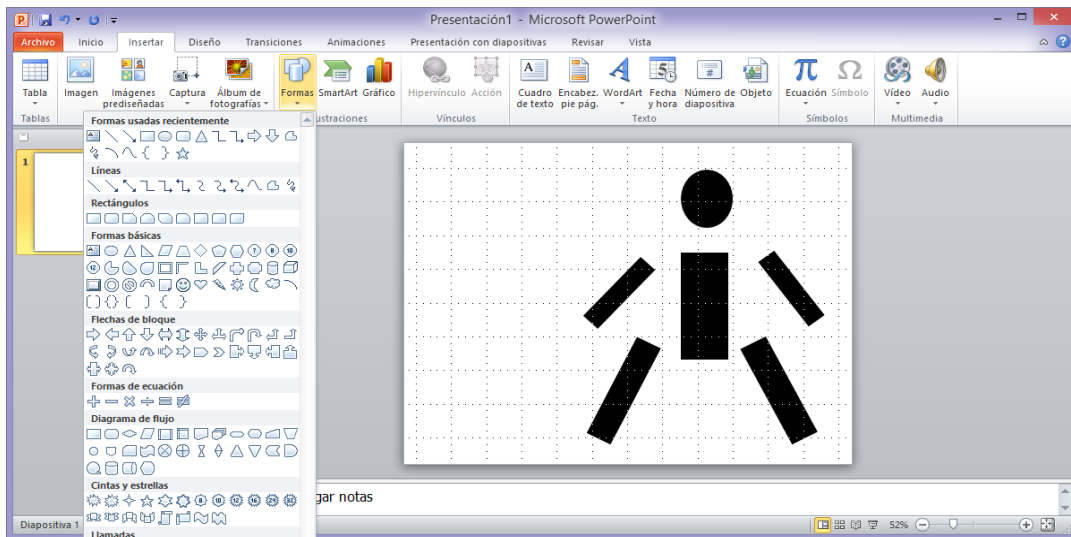 Presentación1 - Microsoft PowerPoint
Archivo Inicio Insertar Diseño Transiciones Animaciones Presentación con diapositivas Revisar Vista
Tabla Imagen Imágenes prediseñadas Captura Álbum de fotografías Formas SmartArt Gráfico Hipervínculo Acción Cuadro de texto Encabez. pie pág. WordArt Fecha y hora Número de diapositiva Objeto Ecuación Símbolo Vídeo Audio
Tablas ustraciones Vínculos Texto Símbolos Multimedia
Formas usadas recientemente
1
Líneas
Rectángulos
Formas básicas
Flechas de bloque
Formas de ecuación
Diagrama de flujo
Cintas y estrellas
gar notas
Diapositiva 1
52%
Llamadas